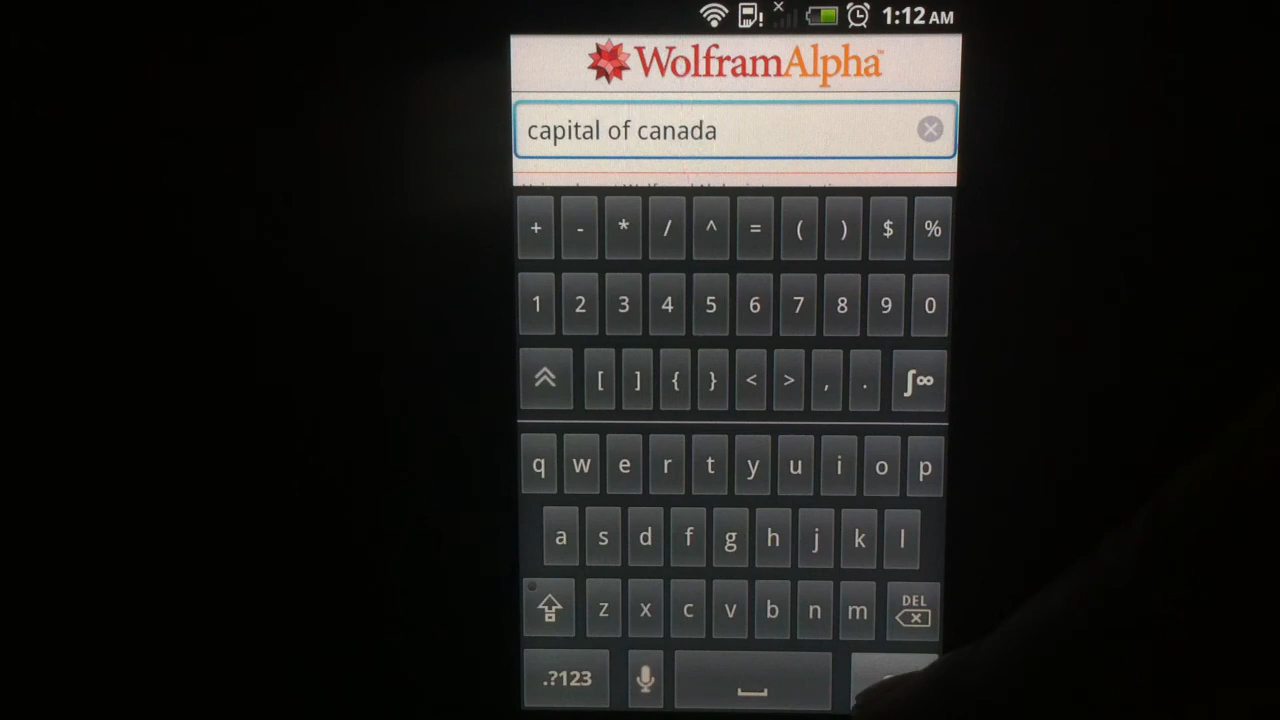 1:12 AM
WolframAlpha
capital of canada
+ - * / ^ = ( ) $ %
1 2 3 4 5 6 7 8 9 0
[ ] { } < > , . ∫∞
q w e r t y u i o p
a s d f g h j k l
z x c v b n m DEL
.?123